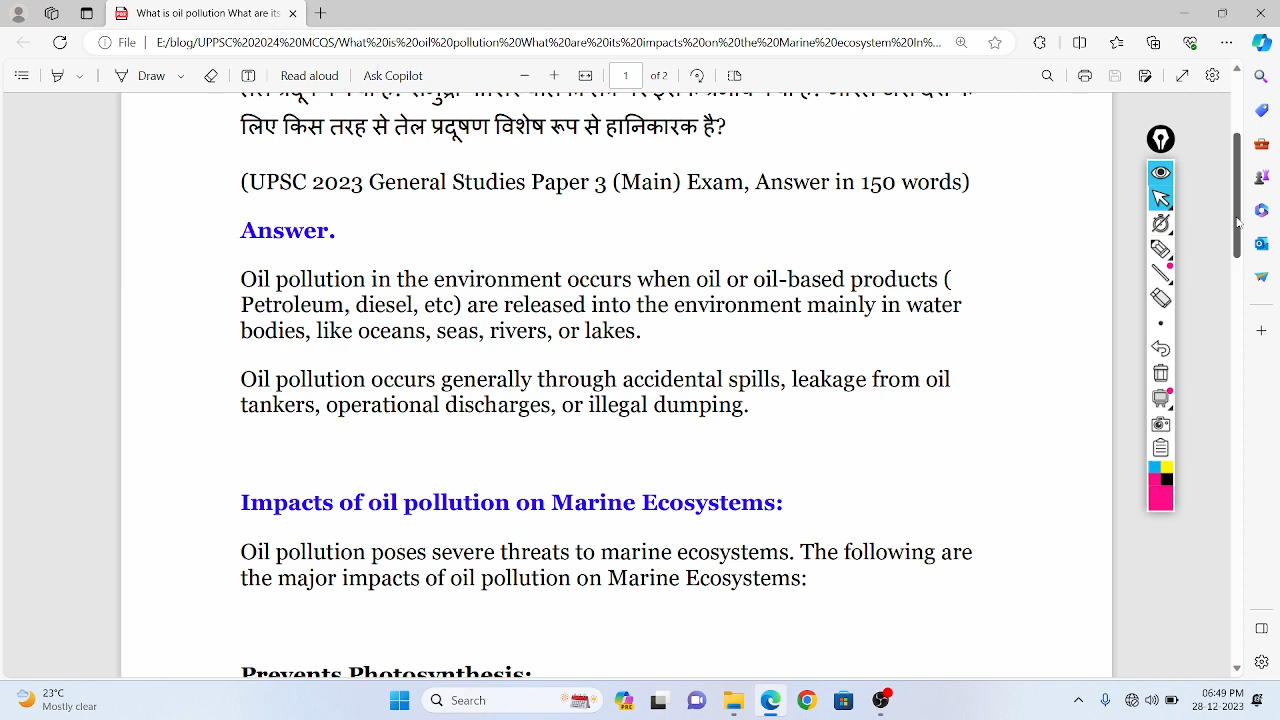 What is oil pollution What are its
File
E:/blog/UPPSC%202024%20MCQS/What%20is%20oil%20pollution%20What%20are%20its%20impacts%20on%20the%20Marine%20ecosystem%20In%...
Draw
Read aloud
Ask Copilot
1 of 2
लिए किस तरह से तेल प्रदूषण विशेष रूप से हानिकारक है?
(UPSC 2023 General Studies Paper 3 (Main) Exam, Answer in 150 words)
Answer.
Oil pollution in the environment occurs when oil or oil-based products (
Petroleum, diesel, etc) are released into the environment mainly in water
bodies, like oceans, seas, rivers, or lakes.
Oil pollution occurs generally through accidental spills, leakage from oil
tankers, operational discharges, or illegal dumping.
Impacts of oil pollution on Marine Ecosystems:
Oil pollution poses severe threats to marine ecosystems. The following are
the major impacts of oil pollution on Marine Ecosystems:
Prevents Photosynthesis:
23°C
Mostly clear
Search
06:49 PM
28-12-2023